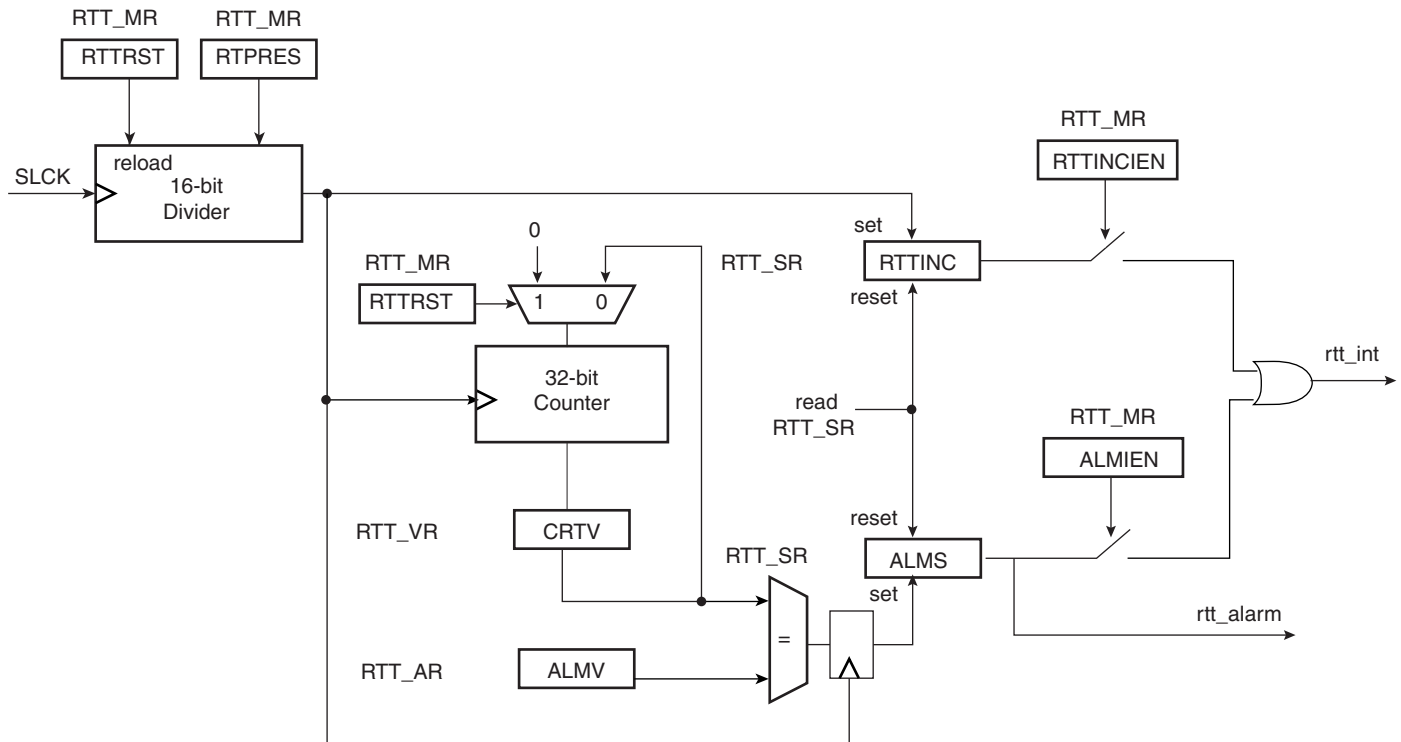 RTT_MR
RTTRST
RTT_MR
RTPRES
SLCK
reload
16-bit
Divider
RTT_MR
RTTINCIEN
set
RTTINC
reset
RTT_SR
0
RTT_MR
RTTRST
1 0
32-bit
Counter
read
RTT_SR
rtt_int
RTT_MR
ALMIEN
RTT_VR
CRTV
reset
ALMS
set
RTT_SR
=
rtt_alarm
RTT_AR
ALMV